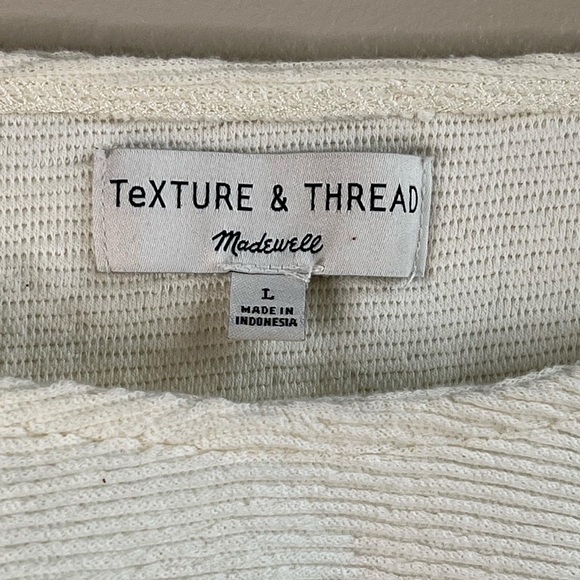 TeXTURE & THREAD
Madewell
L
MADE IN
INDONESIA